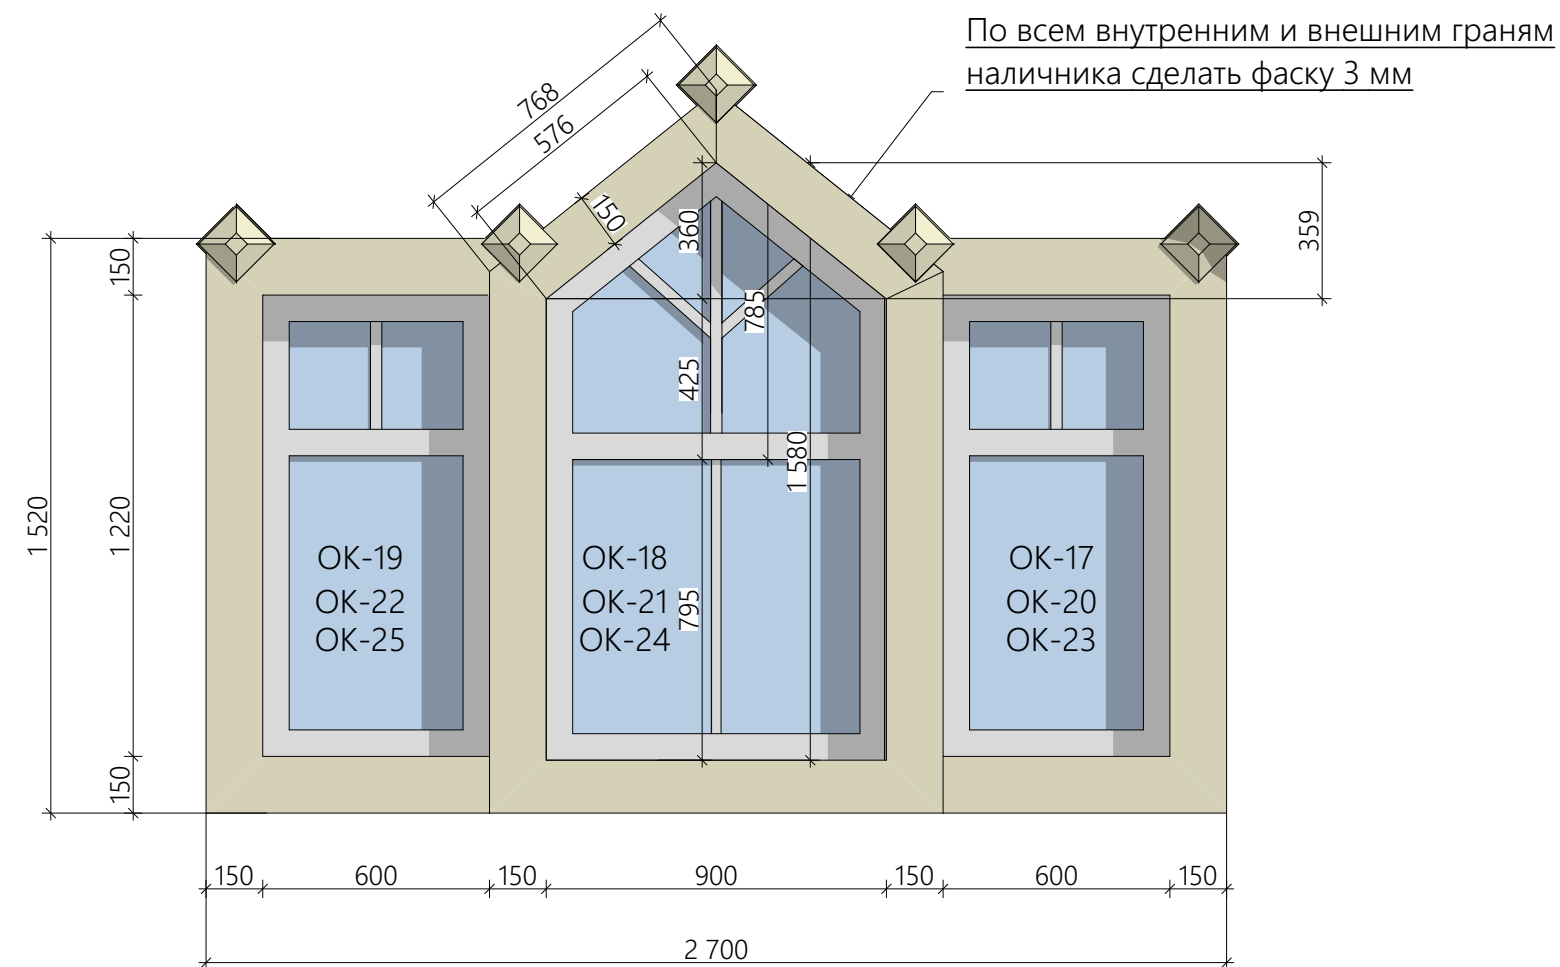 По всем внутренним и внешним граням
наличника сделать фаску 3 мм
768
576
150
360
359
150
785
425
1 580
1 520
1 220
ОК-19
ОК-22
ОК-25
ОК-18
ОК-21
ОК-24
795
ОК-17
ОК-20
ОК-23
150
150 600 150 900 150 600 150
2 700